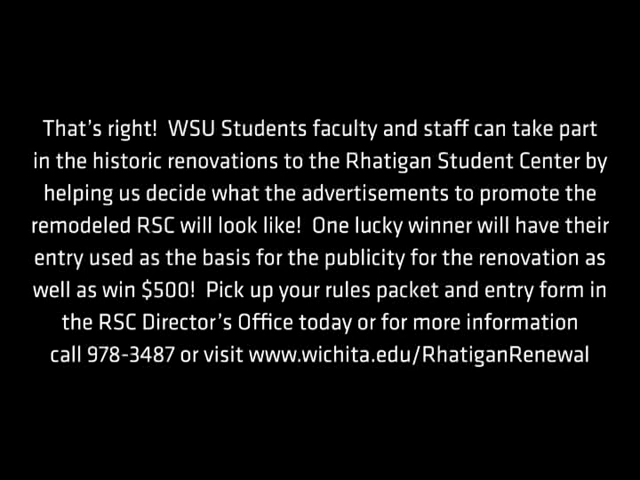 That's right!  WSU Students faculty and staff can take part
in the historic renovations to the Rhatigan Student Center by
helping us decide what the advertisements to promote the
remodeled RSC will look like!  One lucky winner will have their
entry used as the basis for the publicity for the renovation as
well as win $500!  Pick up your rules packet and entry form in
the RSC Director's Office today or for more information
call 978-3487 or visit www.wichita.edu/RhatiganRenewal